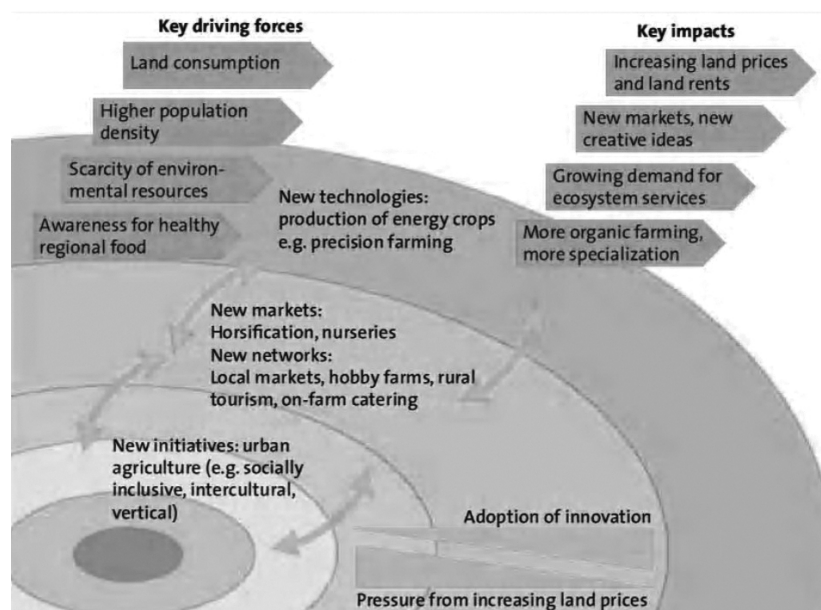 Key driving forces
Land consumption
Higher population
density
Scarcity of environ-
mental resources
Awareness for healthy
regional food
Key impacts
Increasing land prices
and land rents
New markets, new
creative ideas
Growing demand for
ecosystem services
More organic farming,
more specialization
New technologies:
production of energy crops
e.g. precision farming
New markets:
Horsification, nurseries
New networks:
Local markets, hobby farms, rural
tourism, on-farm catering
New initiatives: urban
agriculture (e.g. socially
inclusive, intercultural,
vertical)
Adoption of innovation
Pressure from increasing land prices